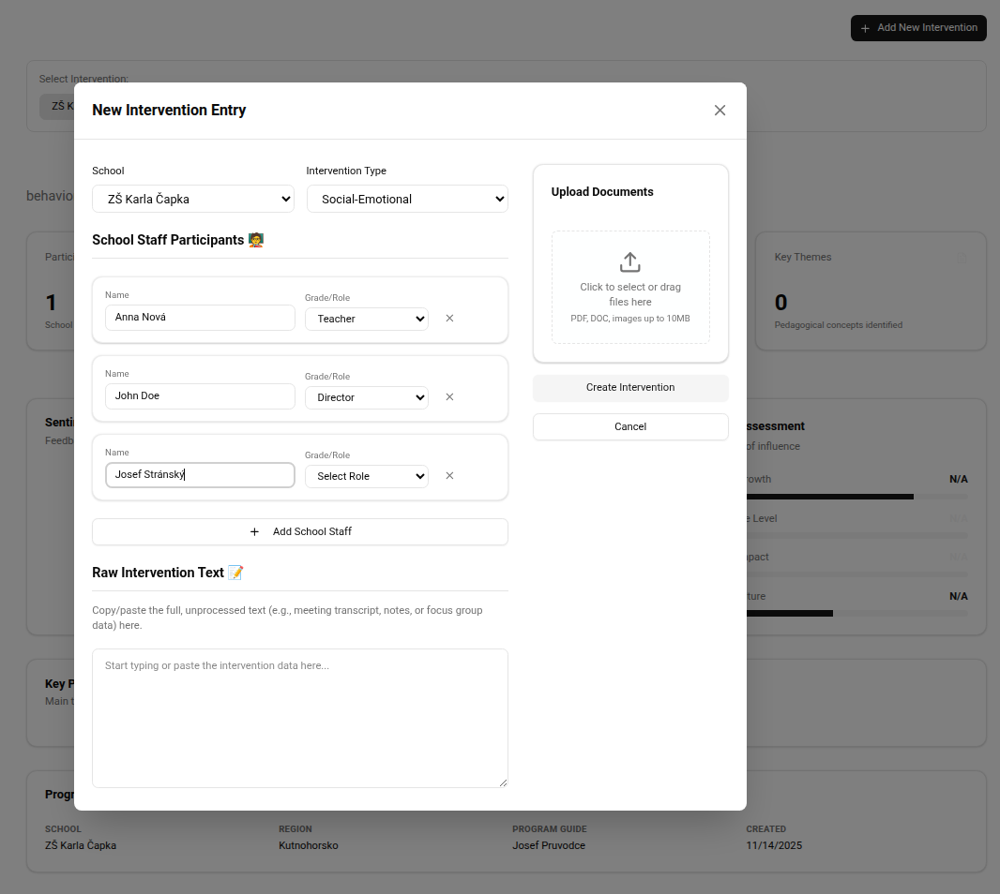 Add New Intervention
Select Intervention:
ZŠ K
New Intervention Entry
School
Intervention Type
ZŠ Karla Čapka
Social-Emotional
School Staff Participants 🧑‍🏫
Name
Grade/Role
Anna Nová
Teacher
Name
Grade/Role
John Doe
Director
Name
Grade/Role
Josef Stránský
Select Role
Add School Staff
Raw Intervention Text 📝
Copy/paste the full, unprocessed text (e.g., meeting transcript, notes, or focus group
data) here.
Start typing or paste the intervention data here...
Upload Documents
Click to select or drag
files here
PDF, DOC, images up to 10MB
Create Intervention
Cancel
behavio
Partic
1
School
Key Themes
0
Pedagogical concepts identified
Senti
Feedb
ssessment
of influence
owth
N/A
e Level
N/A
pact
N/A
ture
N/A
Key P
Main t
Progr
SCHOOL
REGION
PROGRAM GUIDE
CREATED
ZŠ Karla Čapka
Kutnohorsko
Josef Pruvodce
11/14/2025